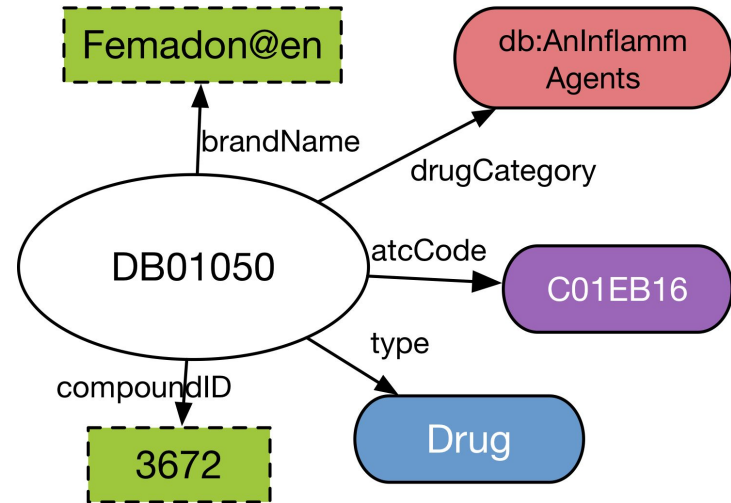 Femadon@en
db:AnInflamm
Agents
brandName
drugCategory
DB01050
atcCode
C01EB16
type
compoundID
Drug
3672